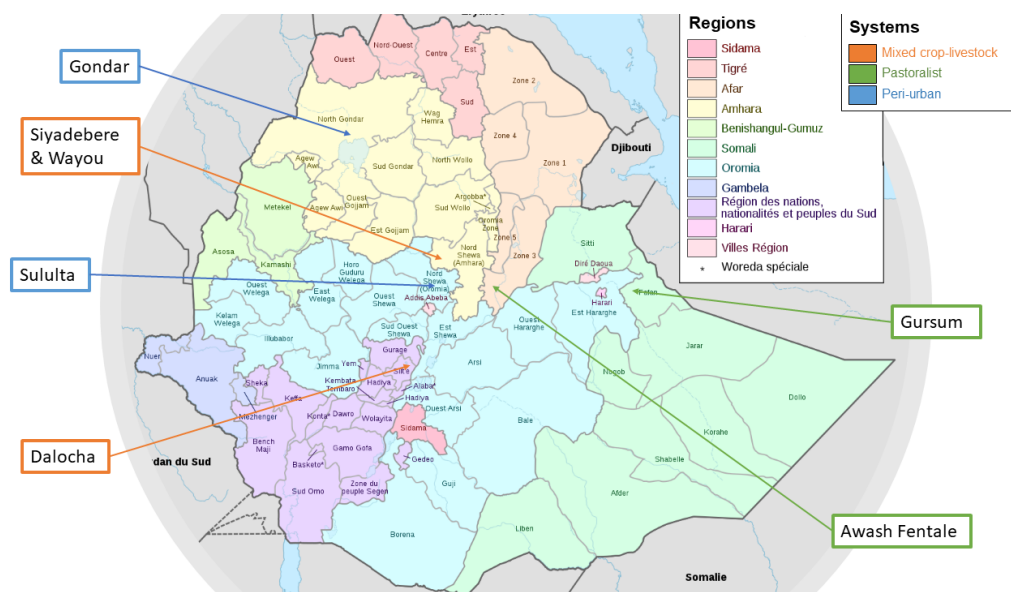 Gondar
Siyadebere
& Wayou
Sululta
Dalocha
Gursum
Awash Fentale
Regions
Sidama
Tigré
Afar
Amhara
Benishangul-Gumuz
Somali
Oromia
Gambela
Région des nations,
nationalités et peuples du Sud
Harari
Villes Région
* Woreda spéciale
Systems
Mixed crop-livestock
Pastoralist
Peri-urban
Ouest
Nord-Ouest
Centre
Est
Sud
Zone 2
Zone 4
Zone 1
Djibouti
North Gondar
Wag
Hemra
Agew
Awi
Sud Gondar
North Wollo
Metekel
Agew Awi
Ouest
Gojjam
Argobba*
Sud Wollo
Oromia
Zone
Est Gojjam
Zone 5
Zone 3
Nord
Shewa
(Amhara)
Asosa
Kamashi
Sitti
Diré Daoua
Harari
Fafan
Est Hararghe
Ouest
Hararghe
Horo
Guduru
Welega
Nord
Shewa
(Oromia)
Ouest
Welega
East
Welega
Ouest
Shewa
Addis Abeba
Kelam
Welega
Sud Ouest
Shewa
Est
Shewa
Illubabor
Jimma
Gurage
Yem
Silt'e
Hadiya
Kembata
Tembaro
Alaba*
Hadiya
Arsi
Jarar
Nogob
Dollo
Nuer
Anuak
Sheka
Keffa
Mezhenger
Konta*
Dawro
Wolayita
Ouest Arsi
Sidama
Bale
Korahe
Bench
Maji
Gamo Gofa
Gedeo
Basketo*
Shabelle
Sud Omo
Zone du
peuple Segen
Guji
Afder
Borena
Liben
dan du Sud
Somalie